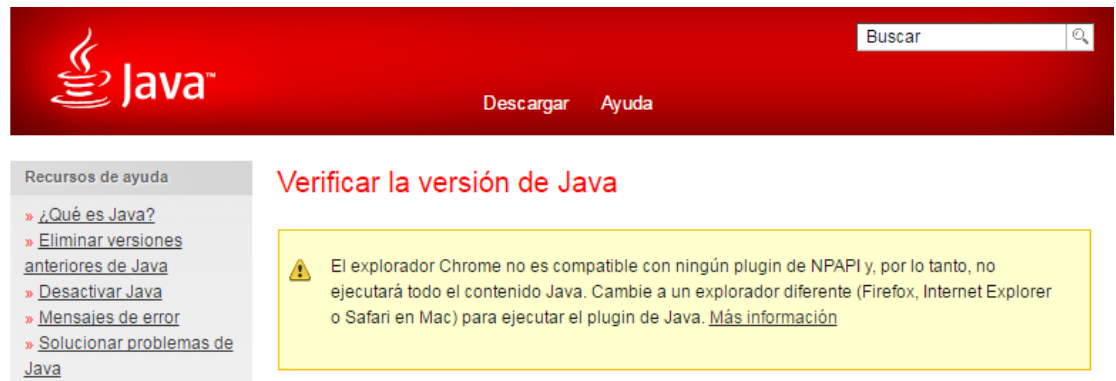 Buscar
Java™
Descargar Ayuda
Recursos de ayuda
» ¿Qué es Java?
» Eliminar versiones
anteriores de Java
» Desactivar Java
» Mensajes de error
» Solucionar problemas de
Java
Verificar la versión de Java
El explorador Chrome no es compatible con ningún plugin de NPAPI y, por lo tanto, no
ejecutará todo el contenido Java. Cambie a un explorador diferente (Firefox, Internet Explorer
o Safari en Mac) para ejecutar el plugin de Java. Más información